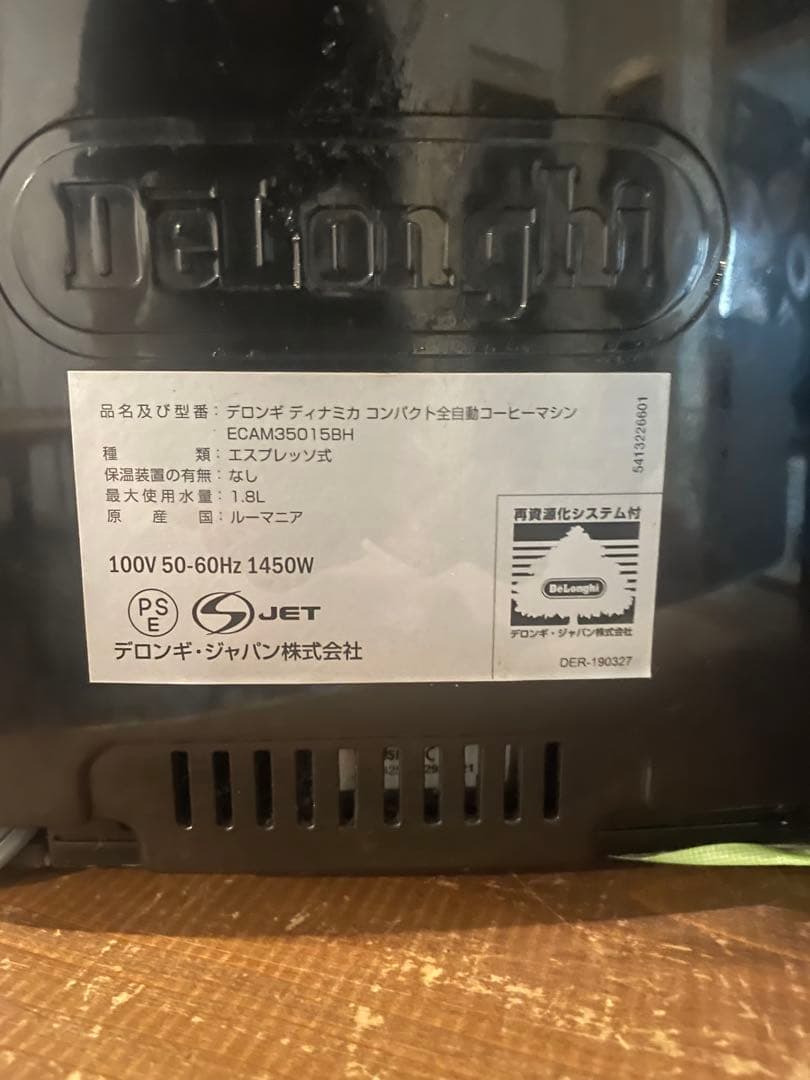 DeLonghi
品名及び型番：デロンギ ディナミカ コンパクト全自動コーヒーマシン
ECAM35015BH
種類：エスプレッソ式
保温装置の有無：なし
最大使用水量：1.8L
原産国：ルーマニア
5413226601
100V 50-60Hz 1450W
PS
E
S JET
デロンギ・ジャパン株式会社
再資源化システム付
DeLonghi
デロンギ・ジャパン株式会社
DER-190327